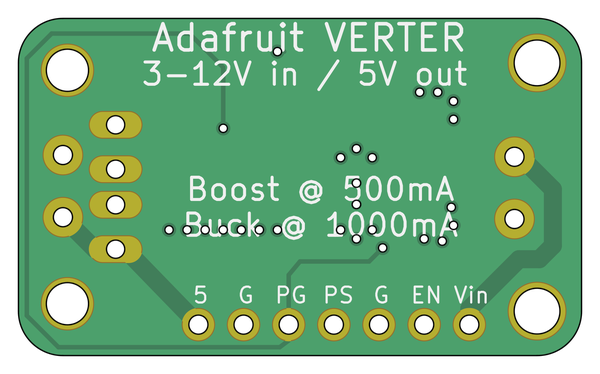 Adafruit VERTER
3-12V in / 5V out
Boost @ 500mA
Buck @ 1000mA
5 G PG PS G EN Vin